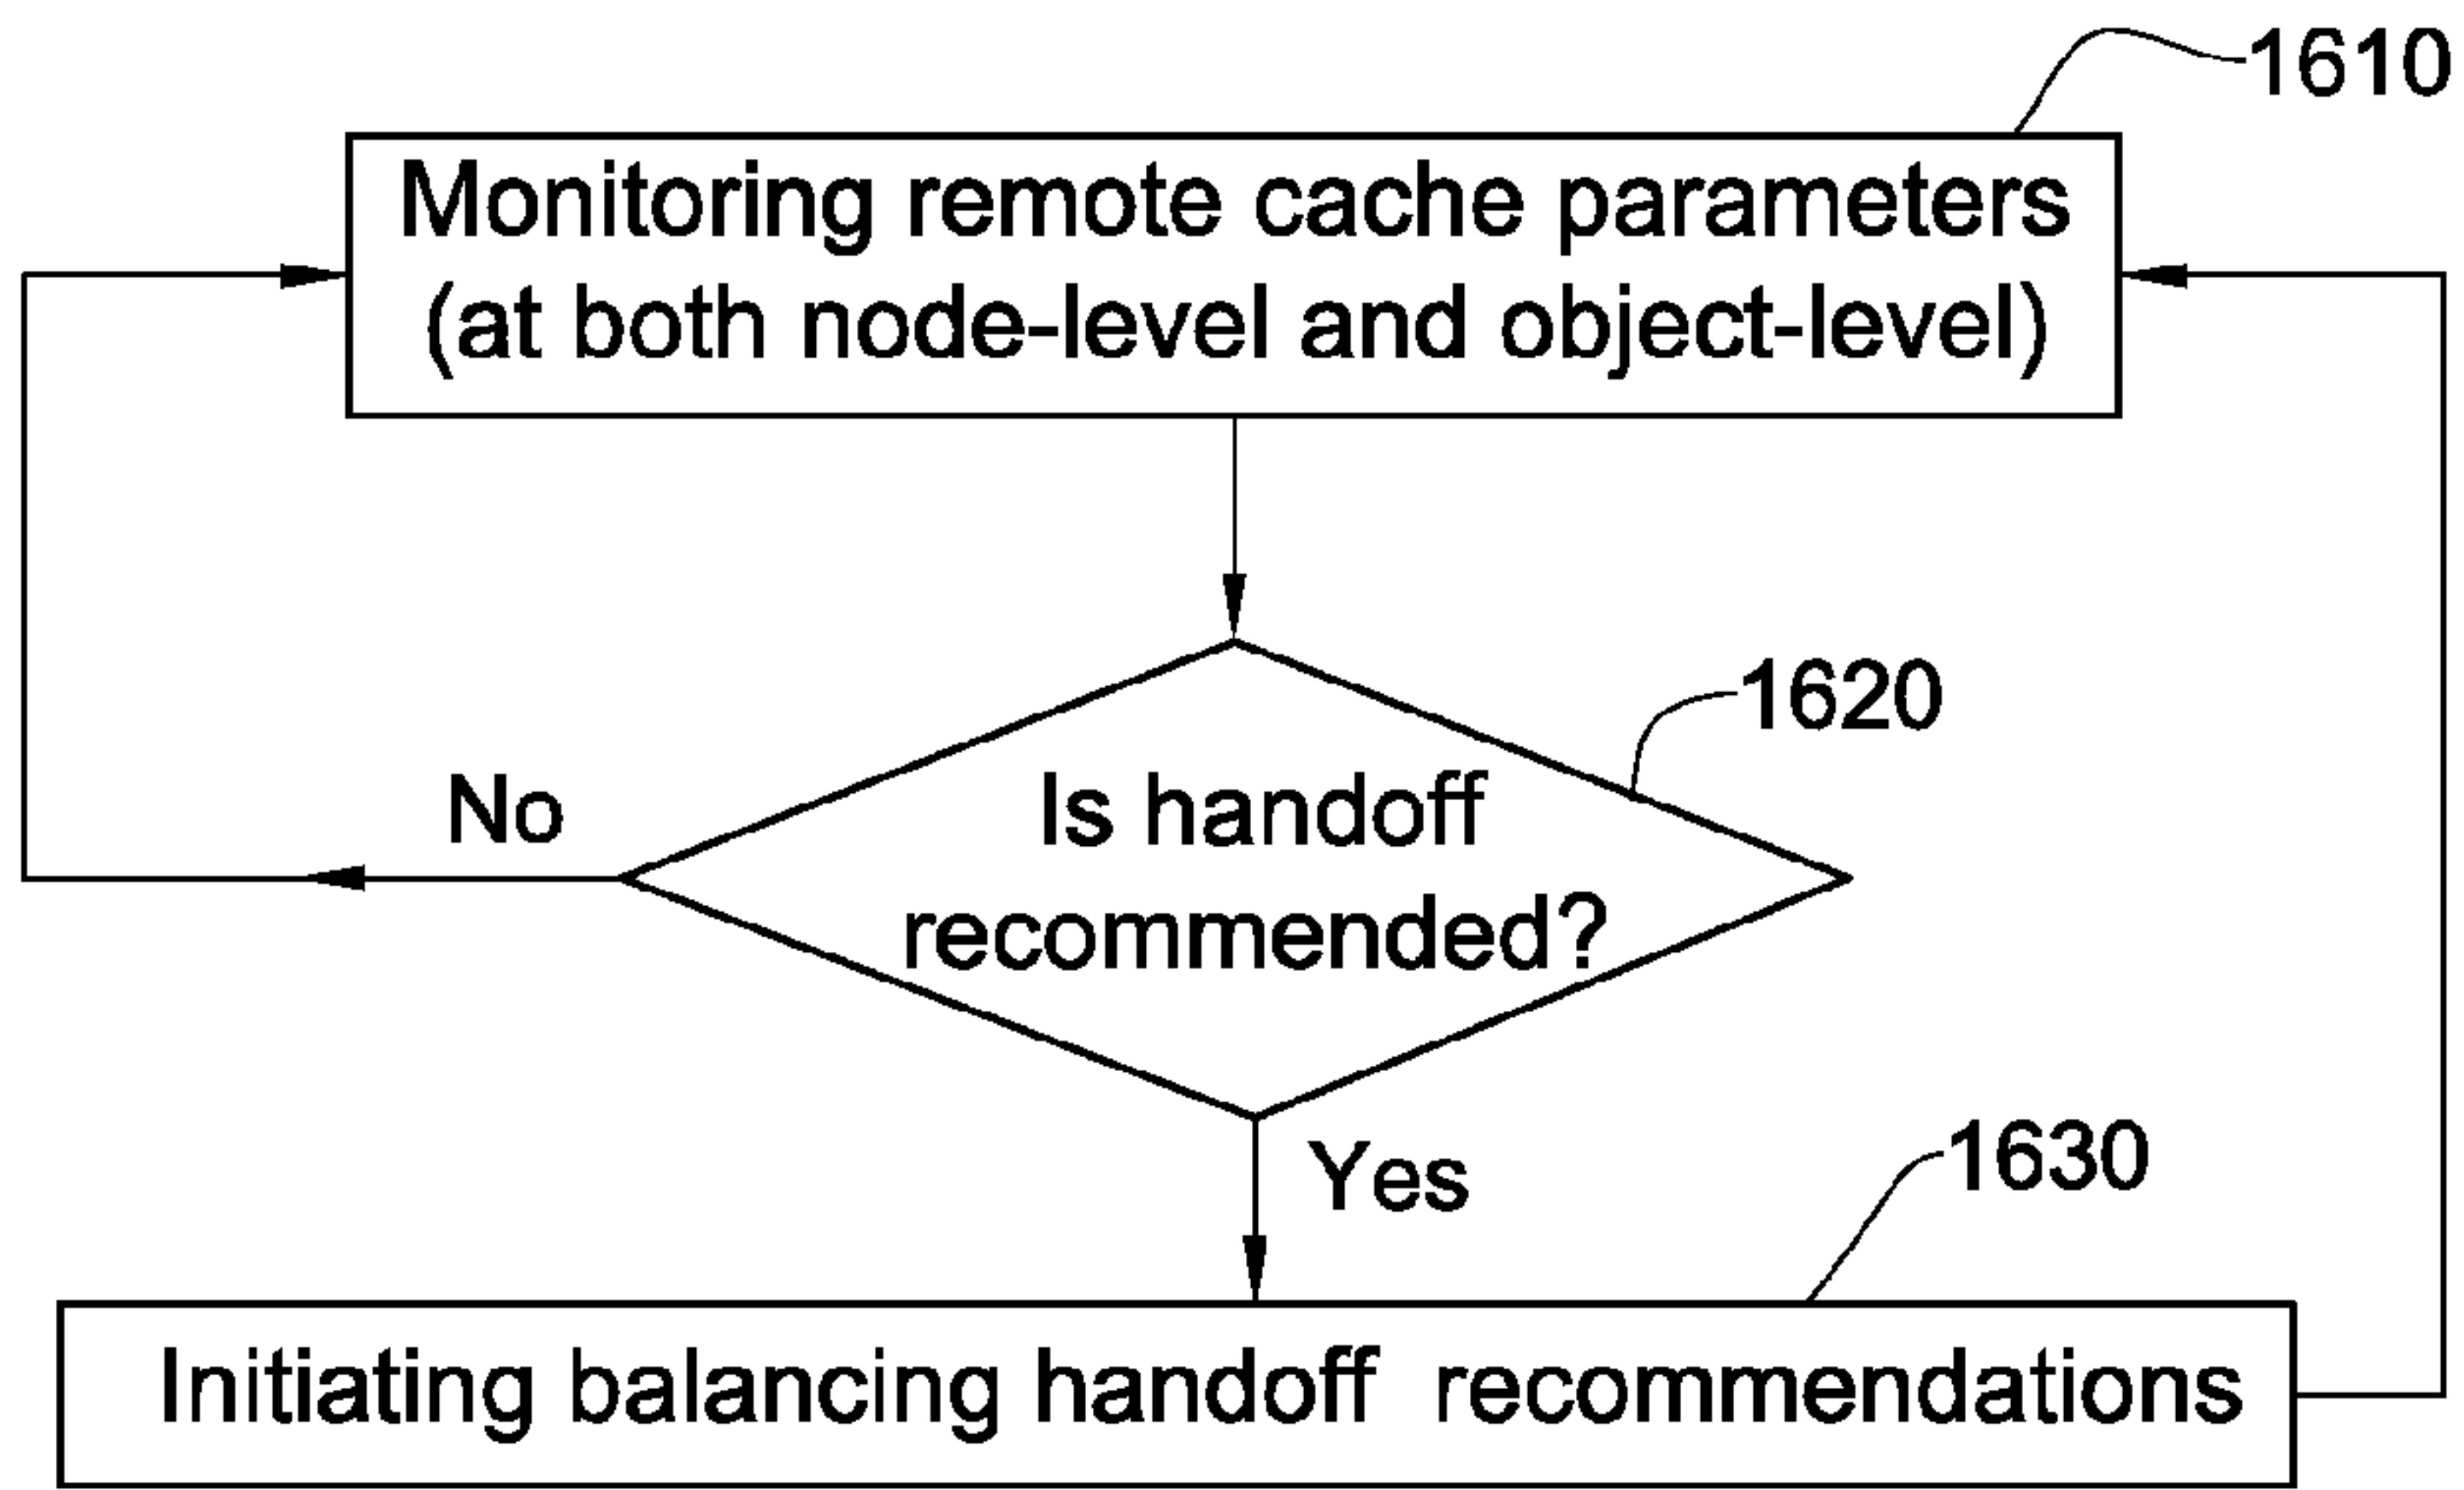 1610
Monitoring remote cache parameters
(at both node-level and object-level)
1620
No
Is handoff
recommended?
Yes
1630
Initiating balancing handoff recommendations